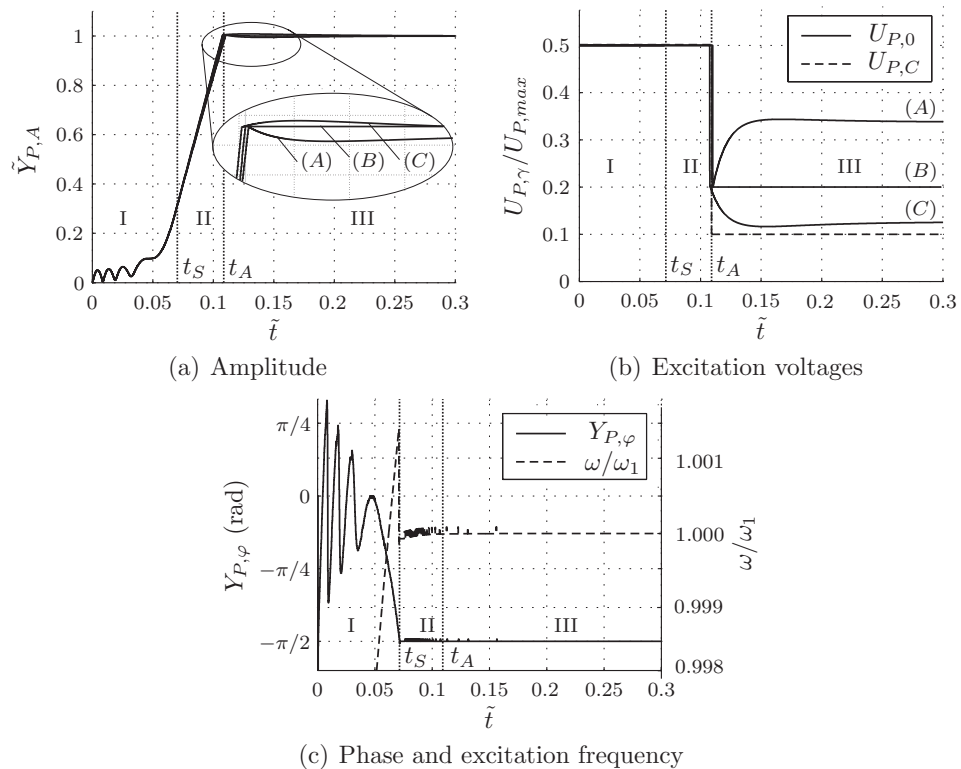 1
0.8
0.6
0.4
0.2
0
Ỹ_{P,A}
I
II
III
t_S
t_A
(A)
(B)
(C)
0 0.05 0.1 0.15 0.2 0.25 0.3
t̃
(a) Amplitude
0.5
0.4
0.3
0.2
0.1
0
U_{P,γ}/U_{P,max}
U_{P,0}
U_{P,C}
(A)
(B)
(C)
I
II
III
t_S
t_A
0 0.05 0.1 0.15 0.2 0.25 0.3
t̃
(b) Excitation voltages
π/4
0
−π/4
−π/2
Y_{P,φ} (rad)
Y_{P,φ}
ω/ω_1
I
II
III
t_S
t_A
1.001
1.000
0.999
0.998
ω/ω_1
0 0.05 0.1 0.15 0.2 0.25 0.3
t̃
(c) Phase and excitation frequency